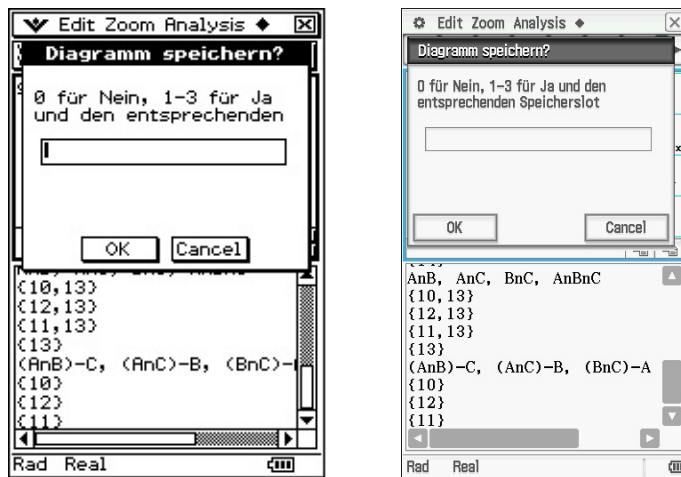 Edit Zoom Analysis
Diagramm speichern?
0 für Nein, 1-3 für Ja
und den entsprechenden
OK Cancel
{10,13}
{12,13}
{11,13}
{13}
(AnB)-C, (AnC)-B, (BnC)-
{10}
{12}
{11}
Rad Real
Edit Zoom Analysis
Diagramm speichern?
0 für Nein, 1-3 für Ja und den
entsprechenden Speicherslot
OK Cancel
AnB, AnC, BnC, AnBnC
{10,13}
{12,13}
{11,13}
{13}
(AnB)-C, (AnC)-B, (BnC)-A
{10}
{12}
{11}
Rad Real